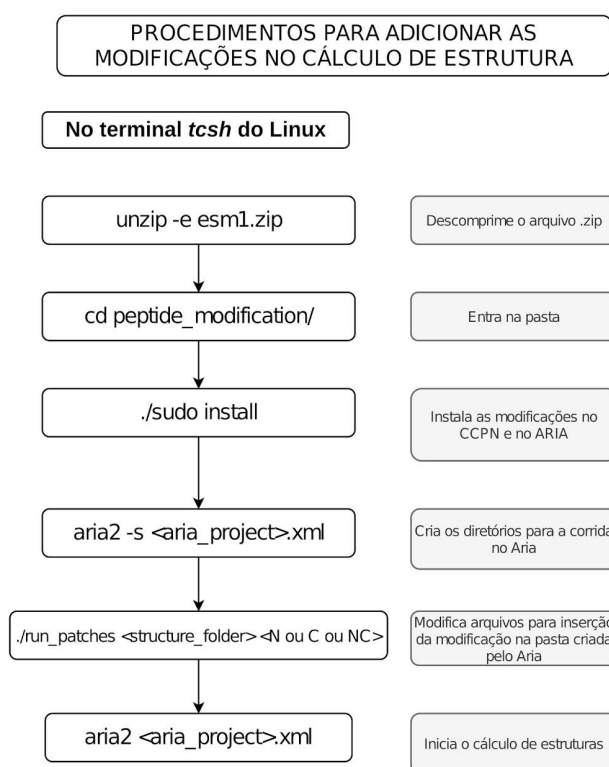 PROCEDIMENTOS PARA ADICIONAR AS
MODIFICAÇÕES NO CÁLCULO DE ESTRUTURA
No terminal tcsh do Linux
unzip -e esm1.zip
Descomprime o arquivo .zip
cd peptide_modification/
Entra na pasta
./sudo install
Instala as modificações no
CCPN e no ARIA
aria2 -s <aria_project>.xml
Cria os diretórios para a corrida
no Aria
./run_patches <structure_folder> <N ou C ou NC>
Modifica arquivos para inserção
da modificação na pasta criada
pelo Aria
aria2 <aria_project>.xml
Inicia o cálculo de estruturas